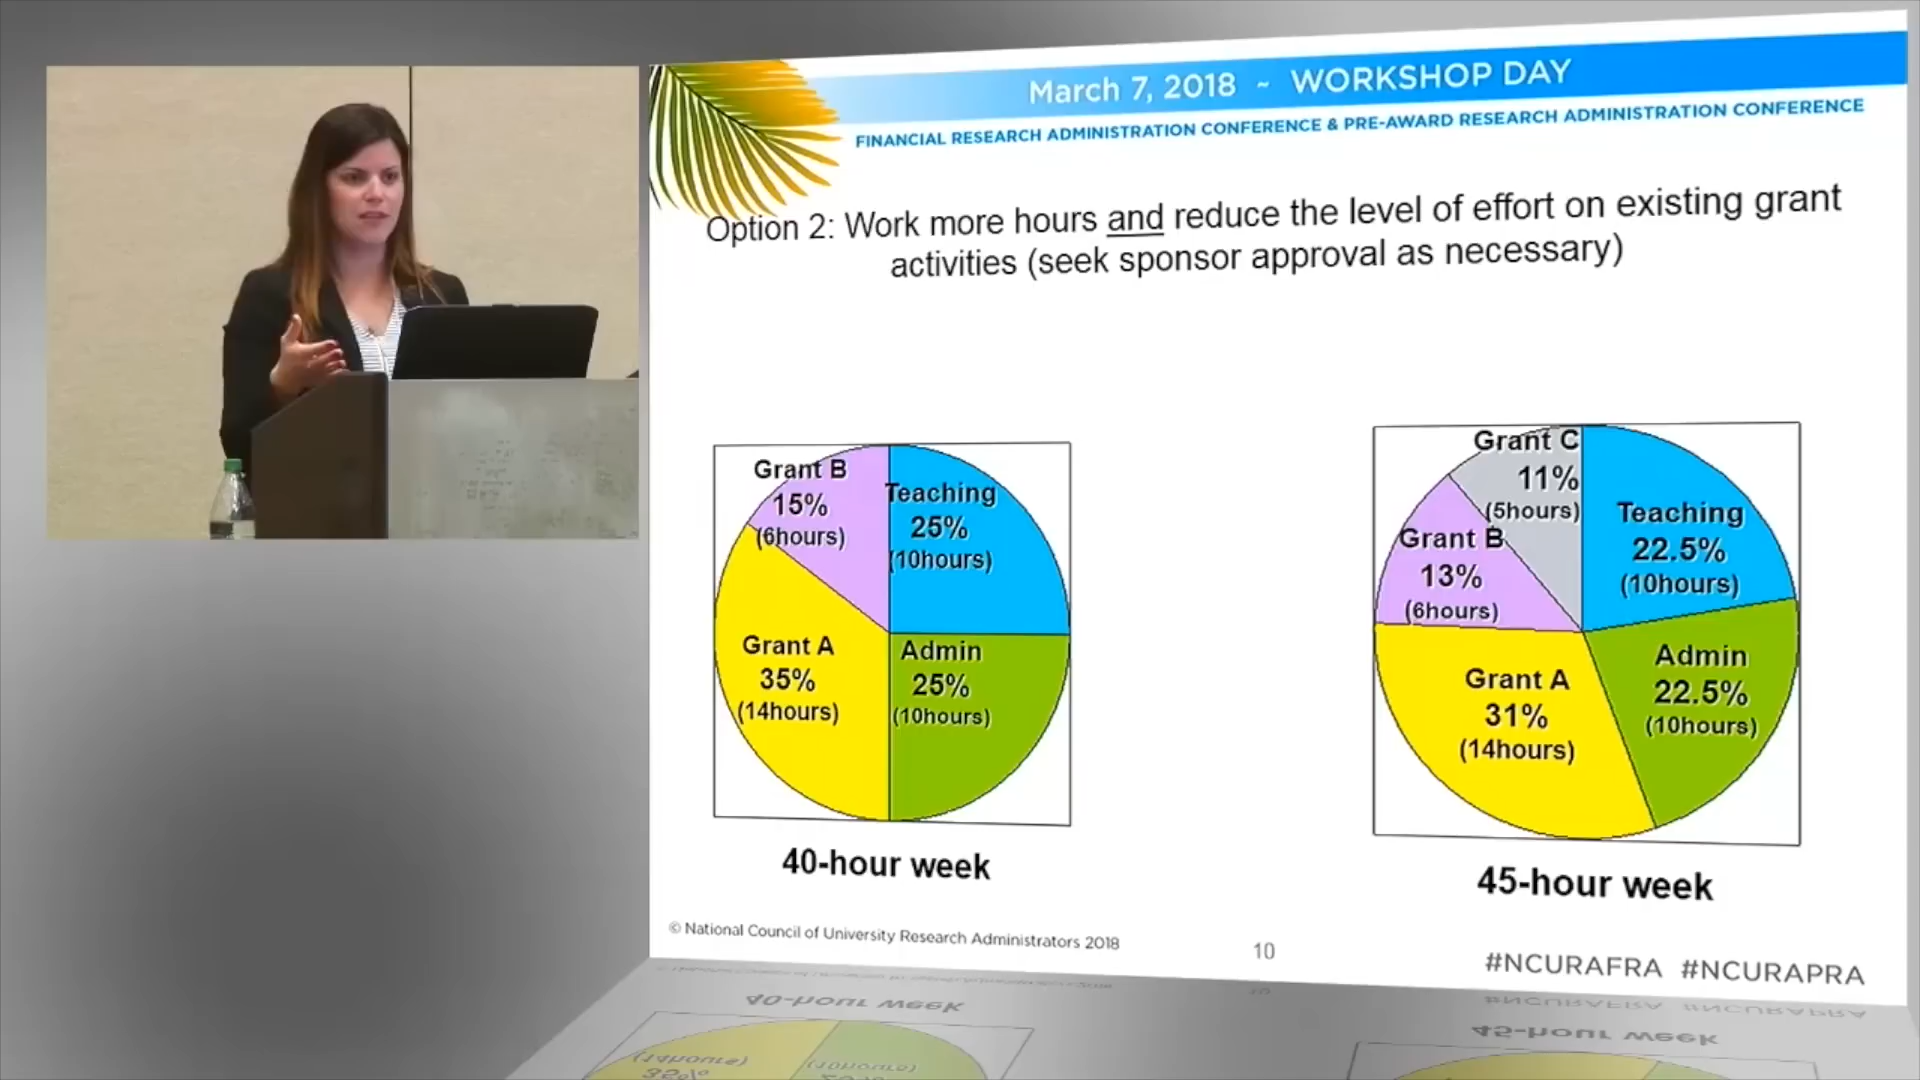 March 7, 2018 ~ WORKSHOP DAY
FINANCIAL RESEARCH ADMINISTRATION CONFERENCE & PRE-AWARD RESEARCH ADMINISTRATION CONFERENCE
Option 2: Work more hours and reduce the level of effort on existing grant
activities (seek sponsor approval as necessary)
Grant B
15%
(6hours)
Teaching
25%
(10hours)
Grant A
35%
(14hours)
Admin
25%
(10hours)
40-hour week
Grant C
11%
(5hours)
Teaching
22.5%
(10hours)
Grant B
13%
(6hours)
Admin
22.5%
(10hours)
Grant A
31%
(14hours)
45-hour week
© National Council of University Research Administrators 2018
10
#NCURAFRA #NCURAPRA